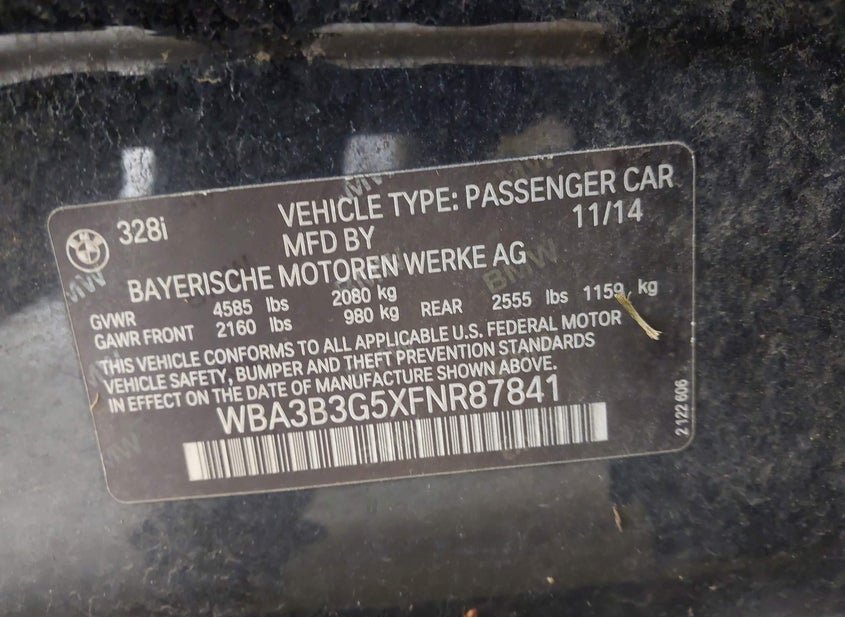 328i VEHICLE TYPE: PASSENGER CAR
MFD BY 11/14
BAYERISCHE MOTOREN WERKE AG
GVWR 4585 lbs 2080 kg
GAWR FRONT 2160 lbs 980 kg REAR 2555 lbs 1159 kg
THIS VEHICLE CONFORMS TO ALL APPLICABLE U.S. FEDERAL MOTOR
VEHICLE SAFETY, BUMPER AND THEFT PREVENTION STANDARDS
IN EFFECT ON THE DATE OF MANUFACTURE SHOWN ABOVE.
WBA3B3G5XFNR87841
2 122 606